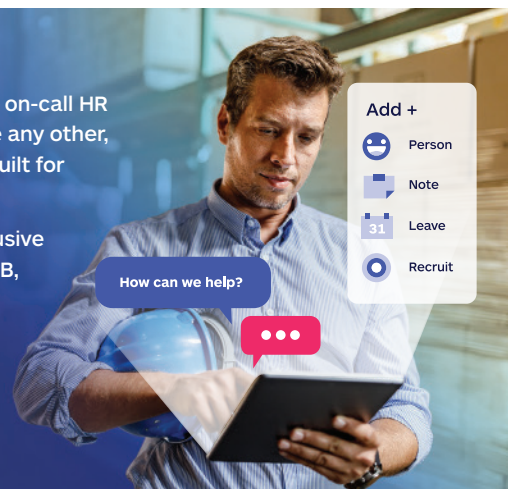 on-call HR
any other,
uilt for
usive
B,
Add +
Person
Note
31
Leave
Recruit
How can we help?